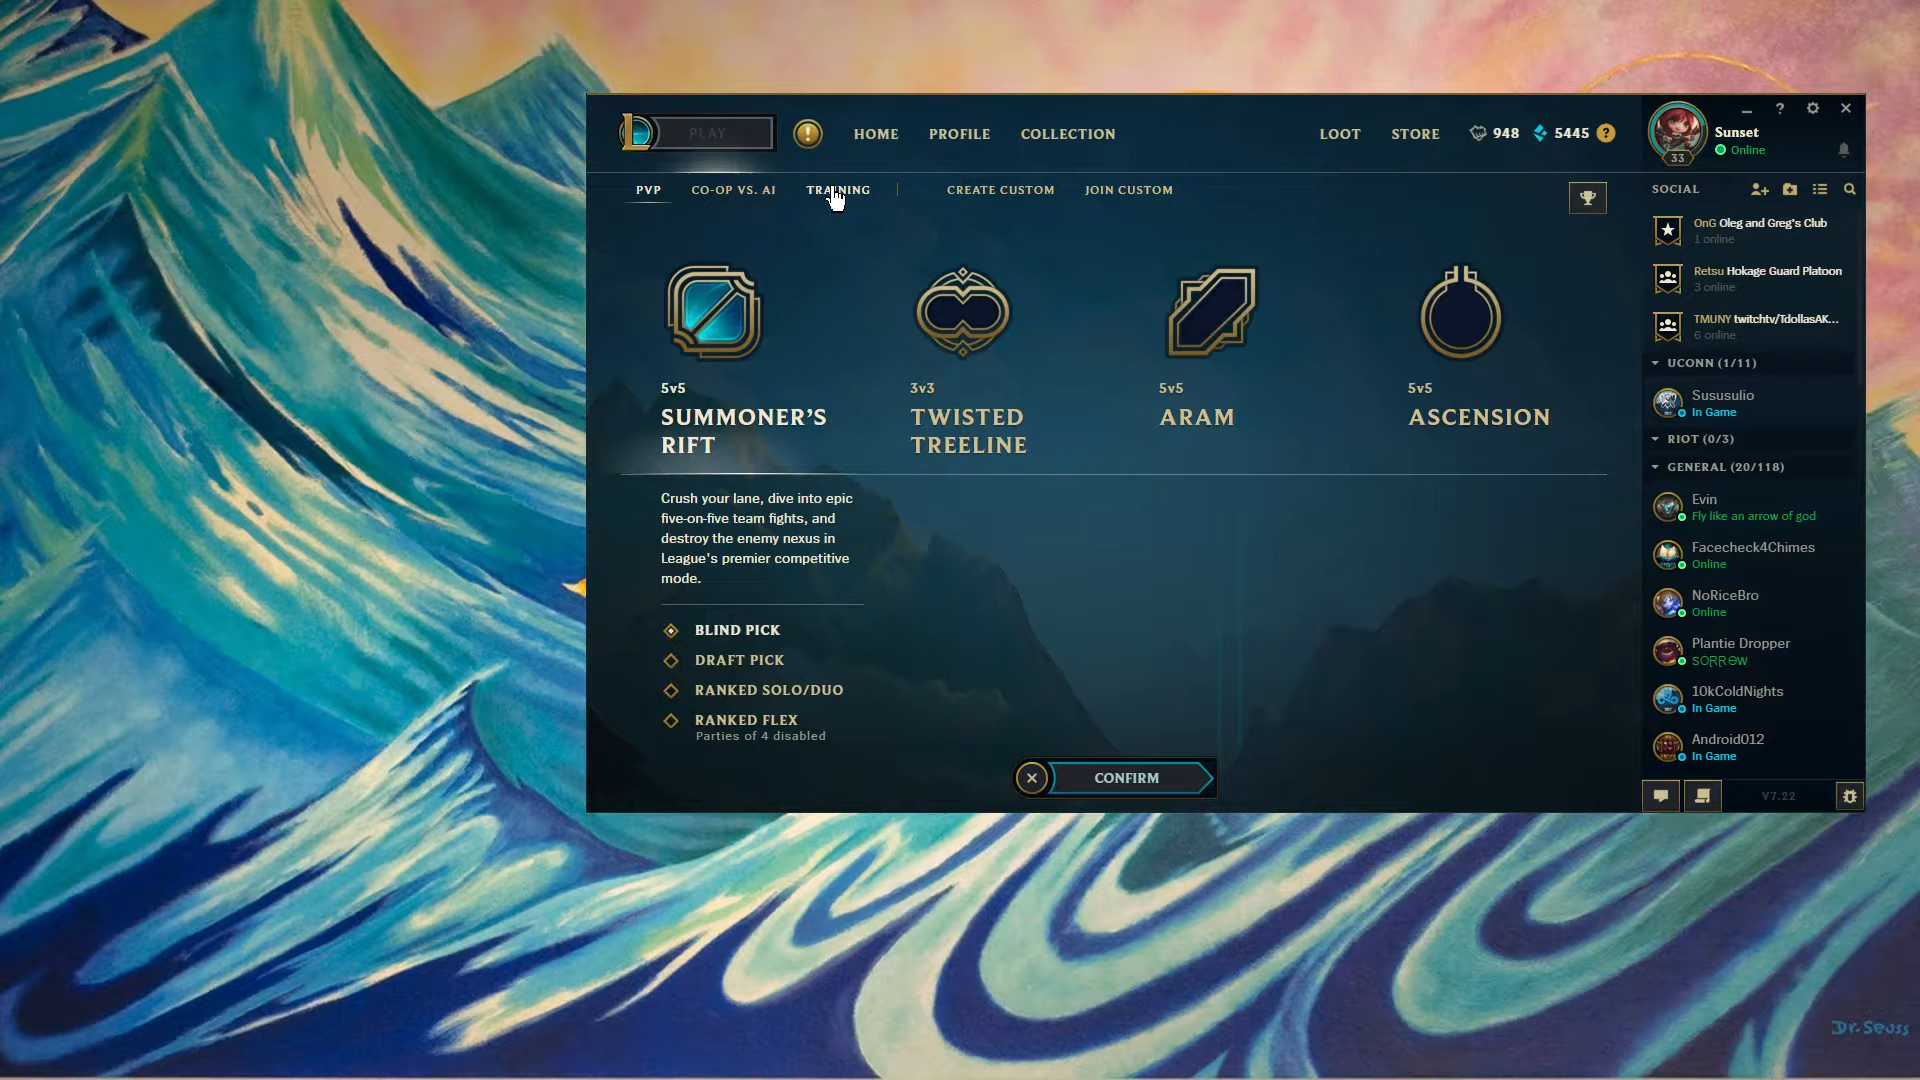 PLAY
HOME
PROFILE
COLLECTION
LOOT
STORE
948
5445
?
33
Sunset
Online
PVP
CO-OP VS. AI
TRAINING
CREATE CUSTOM
JOIN CUSTOM
5v5
SUMMONER'S
RIFT
3v3
TWISTED
TREELINE
5v5
ARAM
5v5
ASCENSION
Crush your lane, dive into epic
five-on-five team fights, and
destroy the enemy nexus in
League's premier competitive
mode.
BLIND PICK
DRAFT PICK
RANKED SOLO/DUO
RANKED FLEX
Parties of 4 disabled
CONFIRM
SOCIAL
OnG Oleg and Greg's Club
1 online
Retsu Hokage Guard Platoon
3 online
TMUNY twitchtv/TdollasAK...
6 online
UCONN (1/11)
Sususulio
In Game
RIOT (0/3)
GENERAL (20/118)
Evin
Fly like an arrow of god
Facecheck4Chimes
Online
NoRiceBro
Online
Plantie Dropper
10kColdNights
In Game
Android012
In Game
V7.22
Dr. Seuss